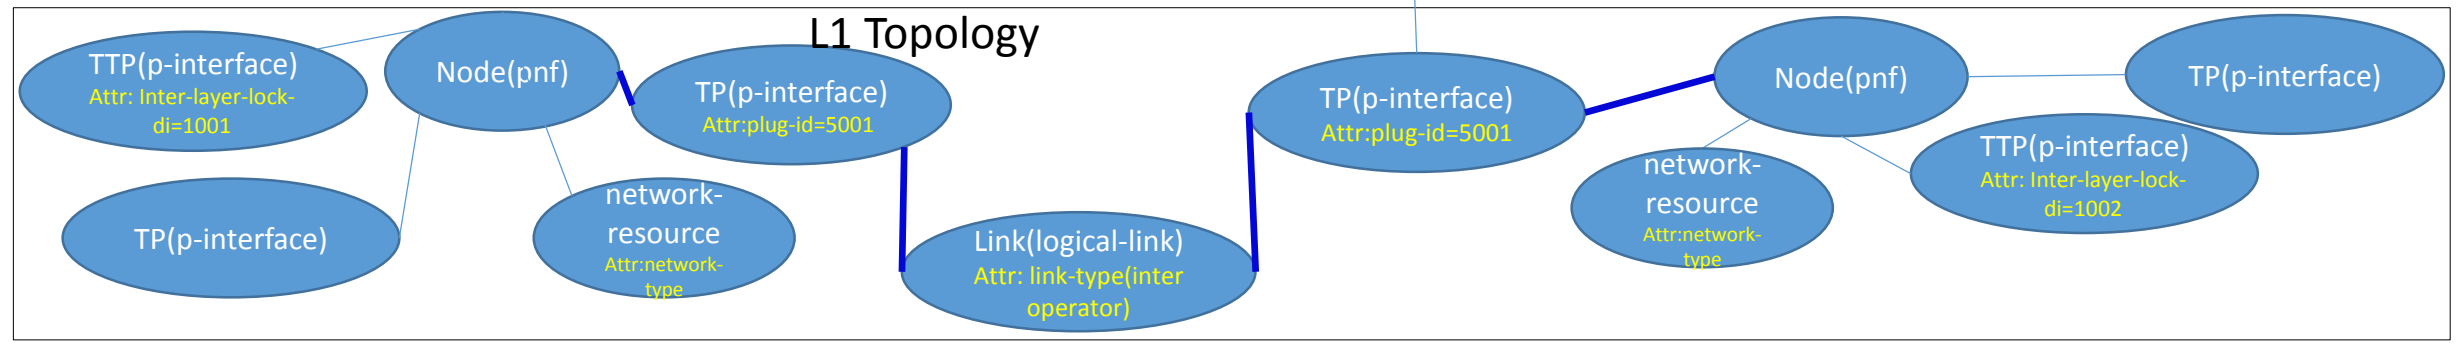 L1 Topology
TTP(p-interface)
Attr: Inter-layer-lock-
di=1001
Node(pnf)
TP(p-interface)
Attr:plug-id=5001
TP(p-interface)
network-
resource
Attr:network-
type
Link(logical-link)
Attr: link-type(inter
operator)
TP(p-interface)
Attr:plug-id=5001
Node(pnf)
TP(p-interface)
network-
resource
Attr:network-
type
TTP(p-interface)
Attr: Inter-layer-lock-
di=1002